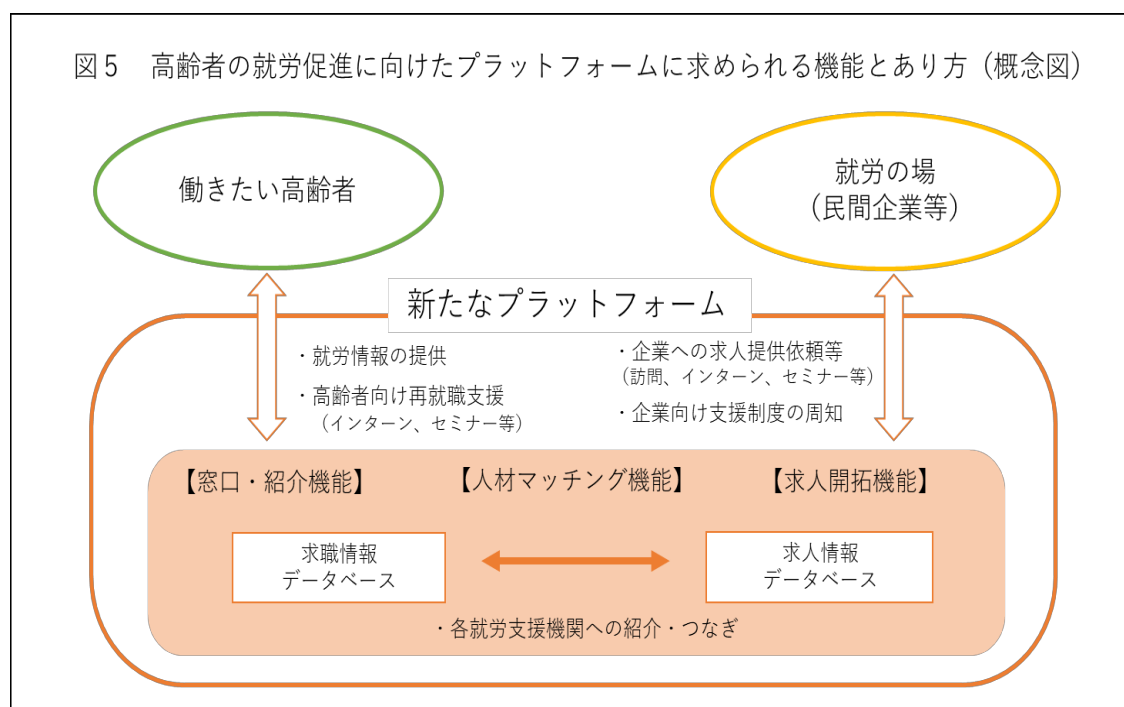 図5 高齢者の就労促進に向けたプラットフォームに求められる機能とあり方（概念図）
働きたい高齢者
就労の場
（民間企業等）
新たなプラットフォーム
・就労情報の提供
・高齢者向け再就職支援
（インターン、セミナー等）
・企業への求人提供依頼等
（訪問、インターン、セミナー等）
・企業向け支援制度の周知
【窓口・紹介機能】
【人材マッチング機能】
【求人開拓機能】
求職情報
データベース
求人情報
データベース
・各就労支援機関への紹介・つなぎ